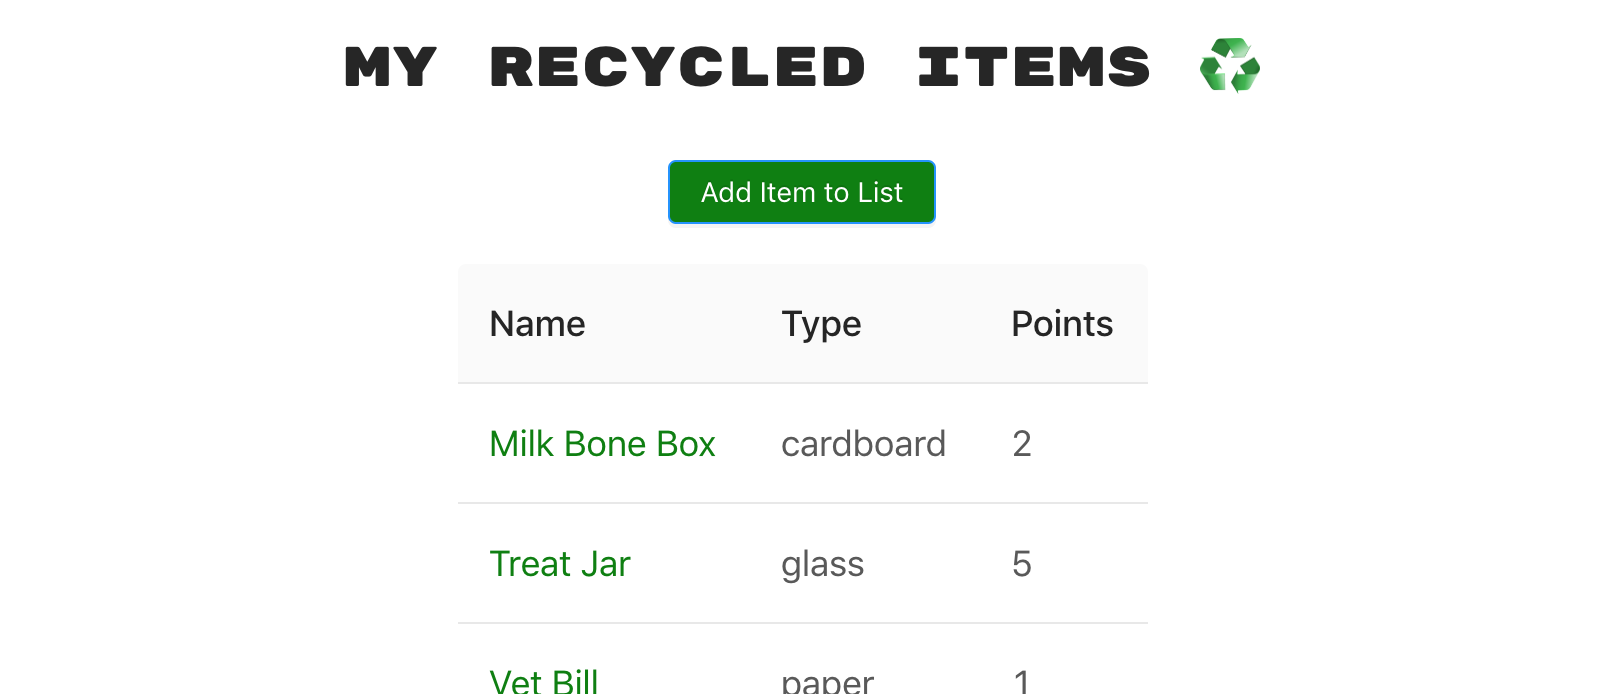 MY RECYCLED ITEMS ♻️
Add Item to List
Name Type Points
Milk Bone Box cardboard 2
Treat Jar glass 5
Vet Bill paper 1